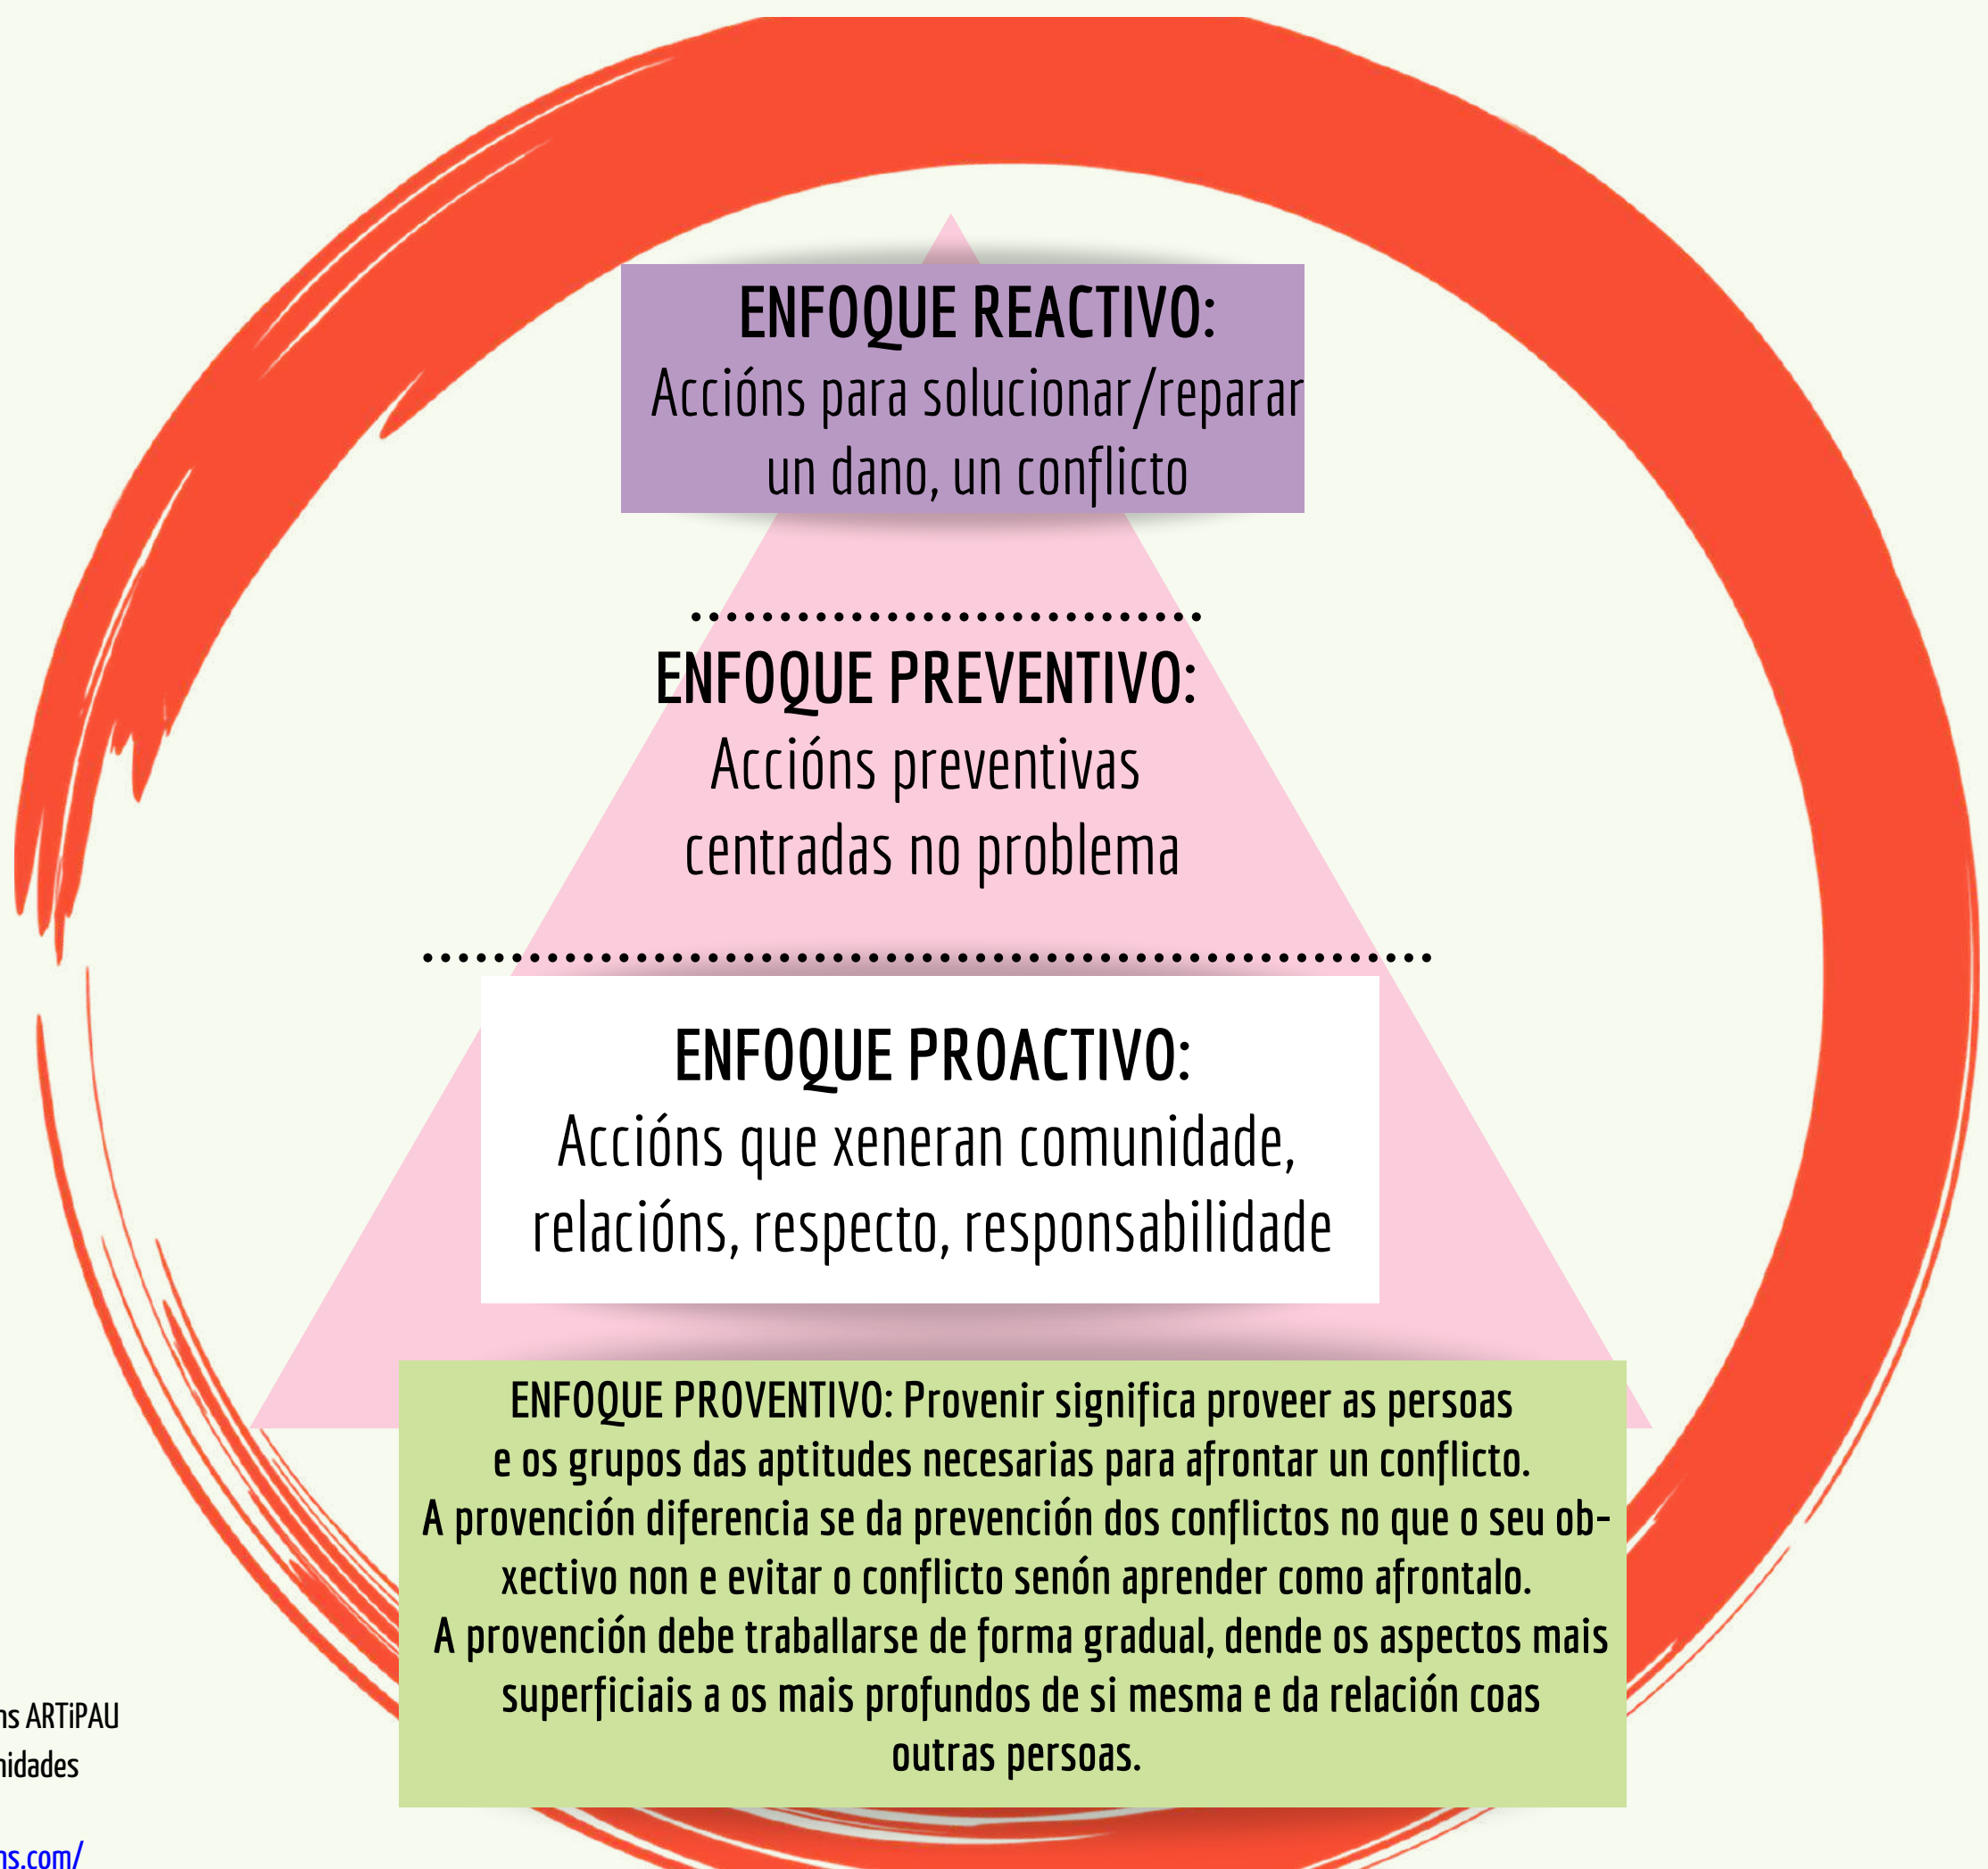 ENFOQUE REACTIVO:
Accións para solucionar/reparar
un dano, un conflicto
ENFOQUE PREVENTIVO:
Accións preventivas
centradas no problema
ENFOQUE PROACTIVO:
Accións que xeneran comunidade,
relacións, respecto, responsabilidade
ENFOQUE PROVENTIVO: Provenir significa proveer as persoas
e os grupos das aptitudes necesarias para afrontar un conflicto.
A provención diferencia se da prevención dos conflictos no que o seu ob-
xectivo non e evitar o conflicto senón aprender como afrontalo.
A provención debe traballarse de forma gradual, dende os aspectos mais
superficiais a os mais profundos de si mesma e da relación coas
outras persoas.
ns ARTiPAU
nidades
ns.com/